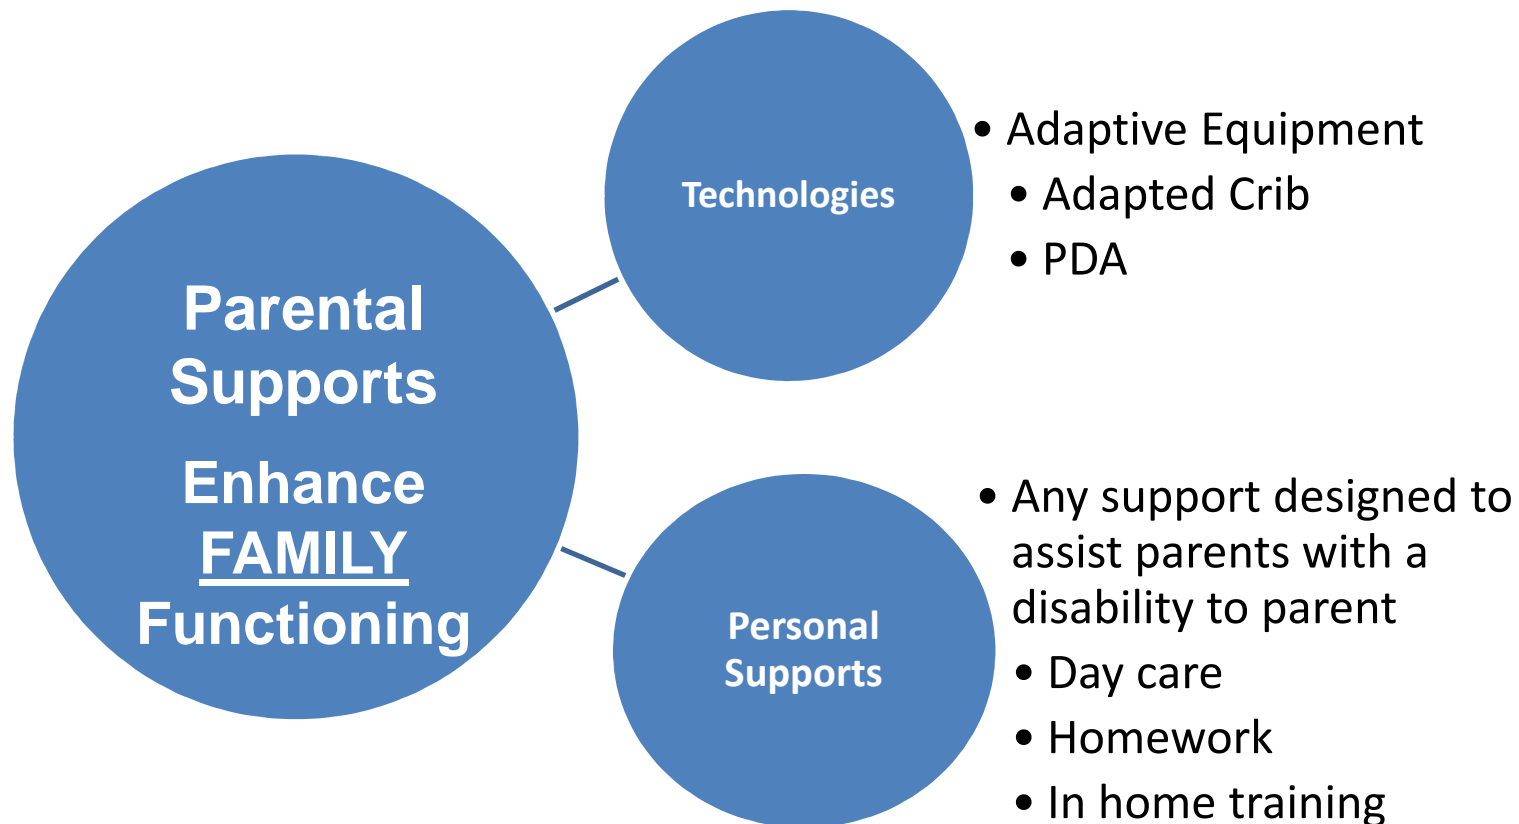 Parental
Supports
Enhance
FAMILY
Functioning
Technologies
• Adaptive Equipment
• Adapted Crib
• PDA
Personal
Supports
• Any support designed to
assist parents with a
disability to parent
• Day care
• Homework
• In home training